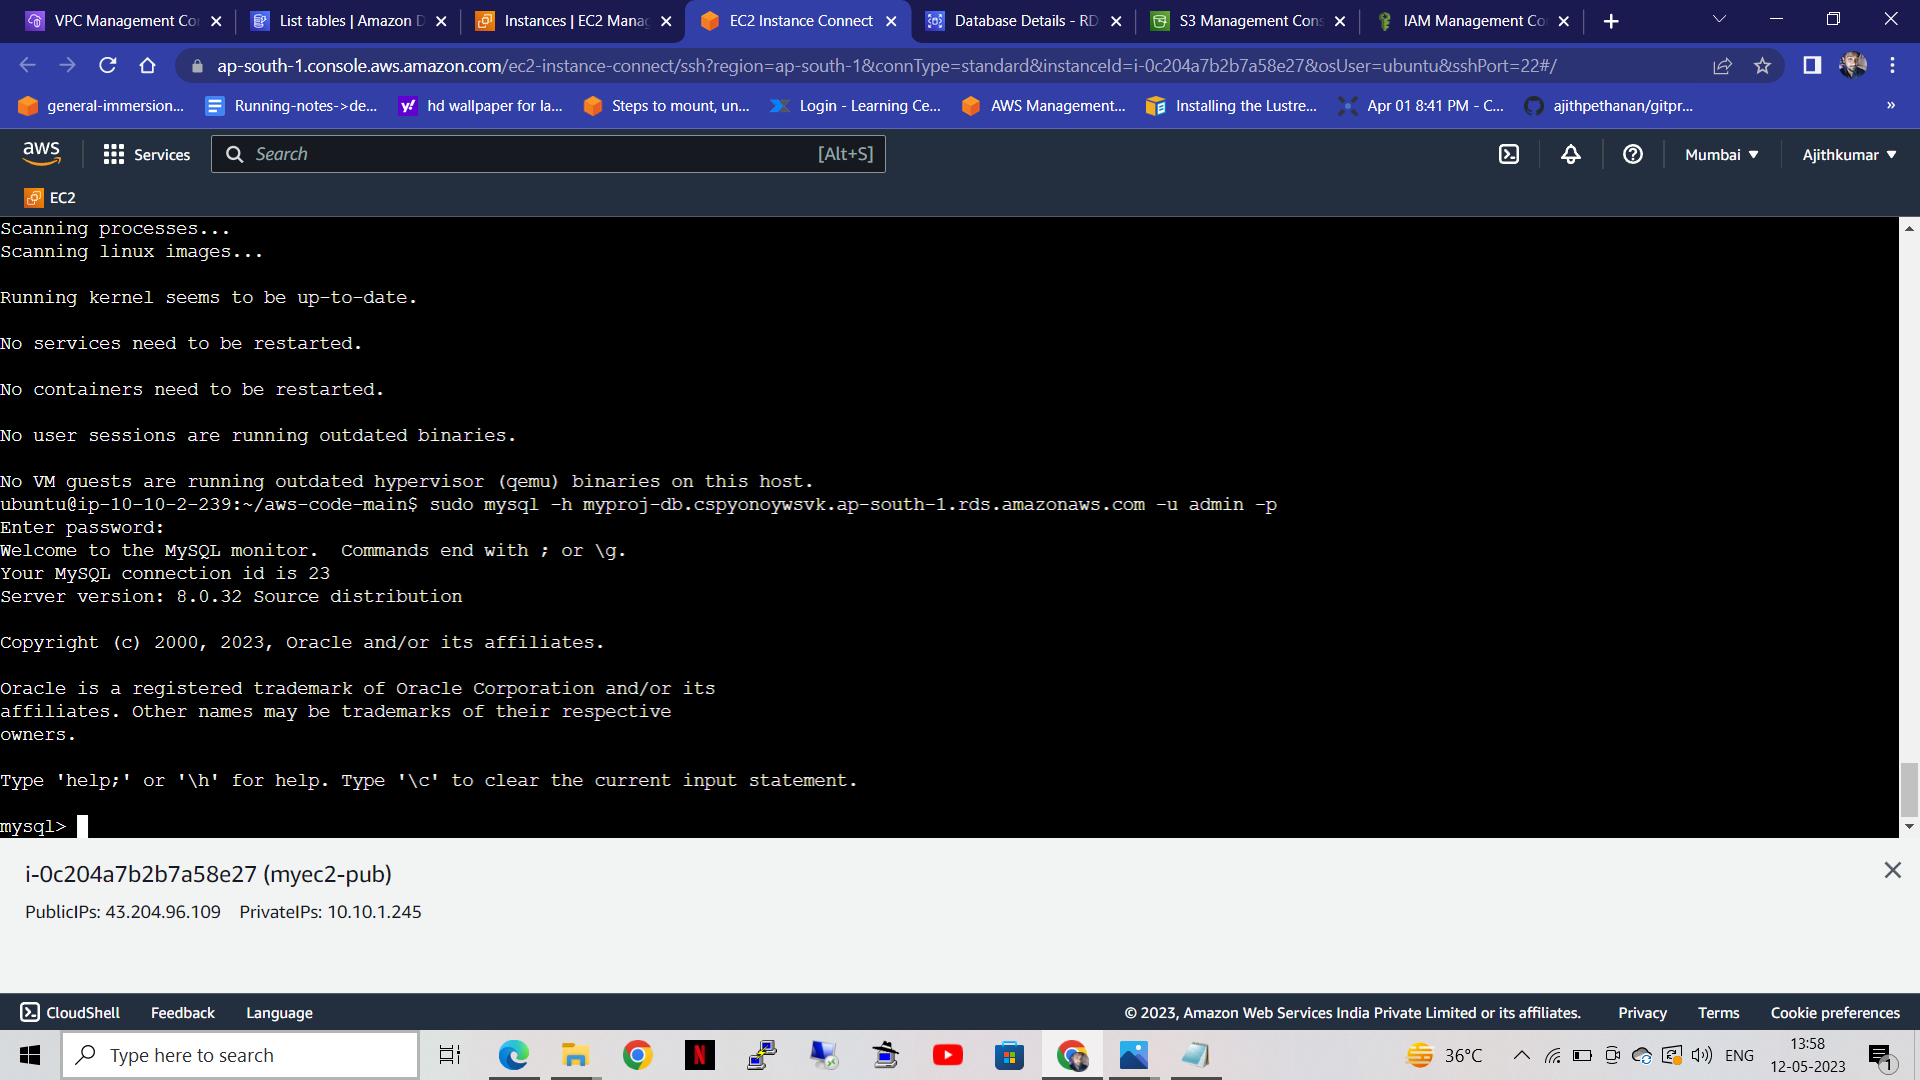 VPC Management Co
List tables | Amazon D
Instances | EC2 Manag
EC2 Instance Connect
Database Details - RD
S3 Management Cons
IAM Management Co
ap-south-1.console.aws.amazon.com/ec2-instance-connect/ssh?region=ap-south-1&connType=standard&instanceId=i-0c204a7b2b7a58e27&osUser=ubuntu&sshPort=22#/
general-immersion...
Running-notes->de...
hd wallpaper for la...
Steps to mount, un...
Login - Learning Ce...
AWS Management...
Installing the Lustre...
Apr 01 8:41 PM - C...
ajithpethanan/gitpr...
»
aws
Services
Search
[Alt+S]
Mumbai ▼
Ajithkumar ▼
EC2
Scanning processes...
Scanning linux images...
Running kernel seems to be up-to-date.
No services need to be restarted.
No containers need to be restarted.
No user sessions are running outdated binaries.
No VM guests are running outdated hypervisor (qemu) binaries on this host.
ubuntu@ip-10-10-2-239:~/aws-code-main$ sudo mysql -h myproj-db.cspyonoywsvk.ap-south-1.rds.amazonaws.com -u admin -p
Enter password:
Welcome to the MySQL monitor.  Commands end with ; or \g.
Your MySQL connection id is 23
Server version: 8.0.32 Source distribution
Copyright (c) 2000, 2023, Oracle and/or its affiliates.
Oracle is a registered trademark of Oracle Corporation and/or its
affiliates. Other names may be trademarks of their respective
owners.
Type 'help;' or '\h' for help. Type '\c' to clear the current input statement.
mysql>
i-0c204a7b2b7a58e27 (myec2-pub)
PublicIPs: 43.204.96.109 PrivateIPs: 10.10.1.245
CloudShell
Feedback
Language
© 2023, Amazon Web Services India Private Limited or its affiliates.
Privacy
Terms
Cookie preferences
Type here to search
36°C
ENG
13:58
12-05-2023
1